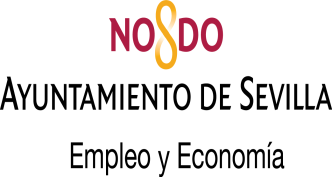 NO8DO
AYUNTAMIENTO DE SEVILLA
Empleo y Economía